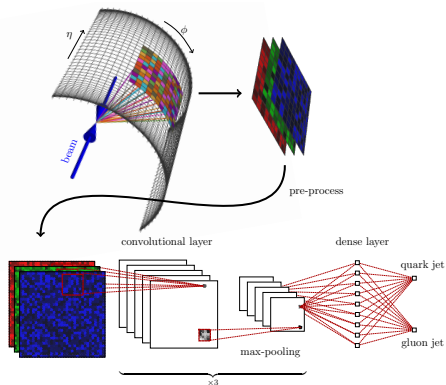 η
ϕ
beam
pre-process
convolutional layer
dense layer
quark jet
gluon jet
max-pooling
×3